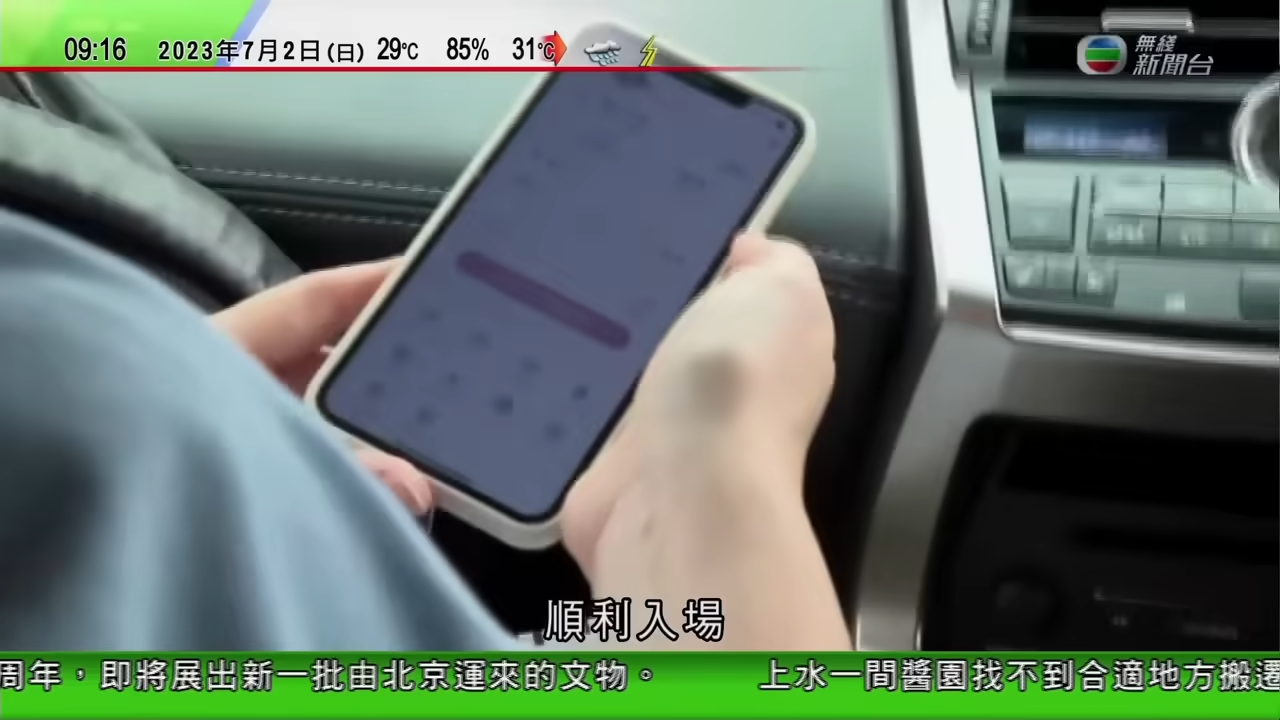 09:16 2023年7月2日(日) 29℃ 85% 31℃
無綫
新聞台
順利入場
周年，即將展出新一批由北京運來的文物。 上水一間醬園找不到合適地方搬遷